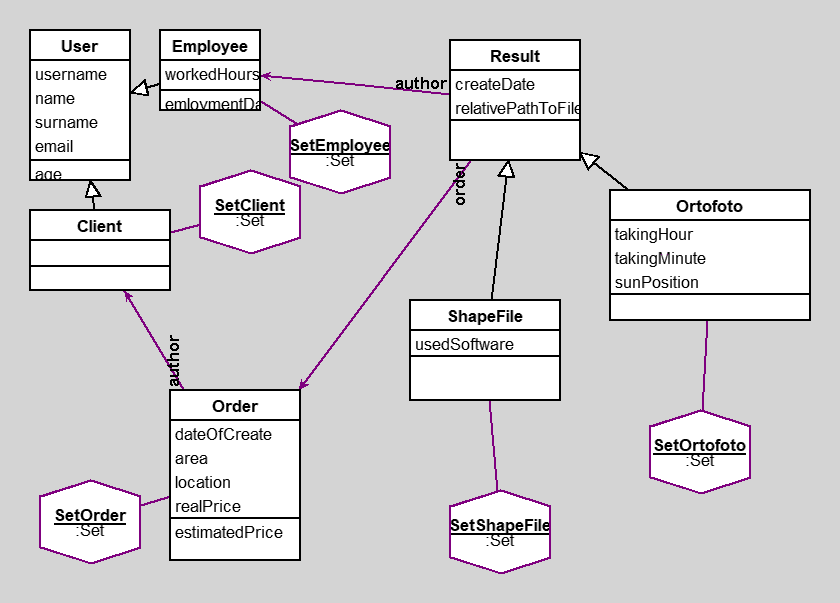 User
username
name
surname
email
age
Employee
workedHours
emloymentDa
Result
createDate
relativePathToFile
author
SetEmployee
:Set
order
SetClient
:Set
Client
Ortofoto
takingHour
takingMinute
sunPosition
ShapeFile
usedSoftware
author
Order
dateOfCreate
area
location
realPrice
estimatedPrice
SetOrtofoto
:Set
SetOrder
:Set
SetShapeFile
:Set